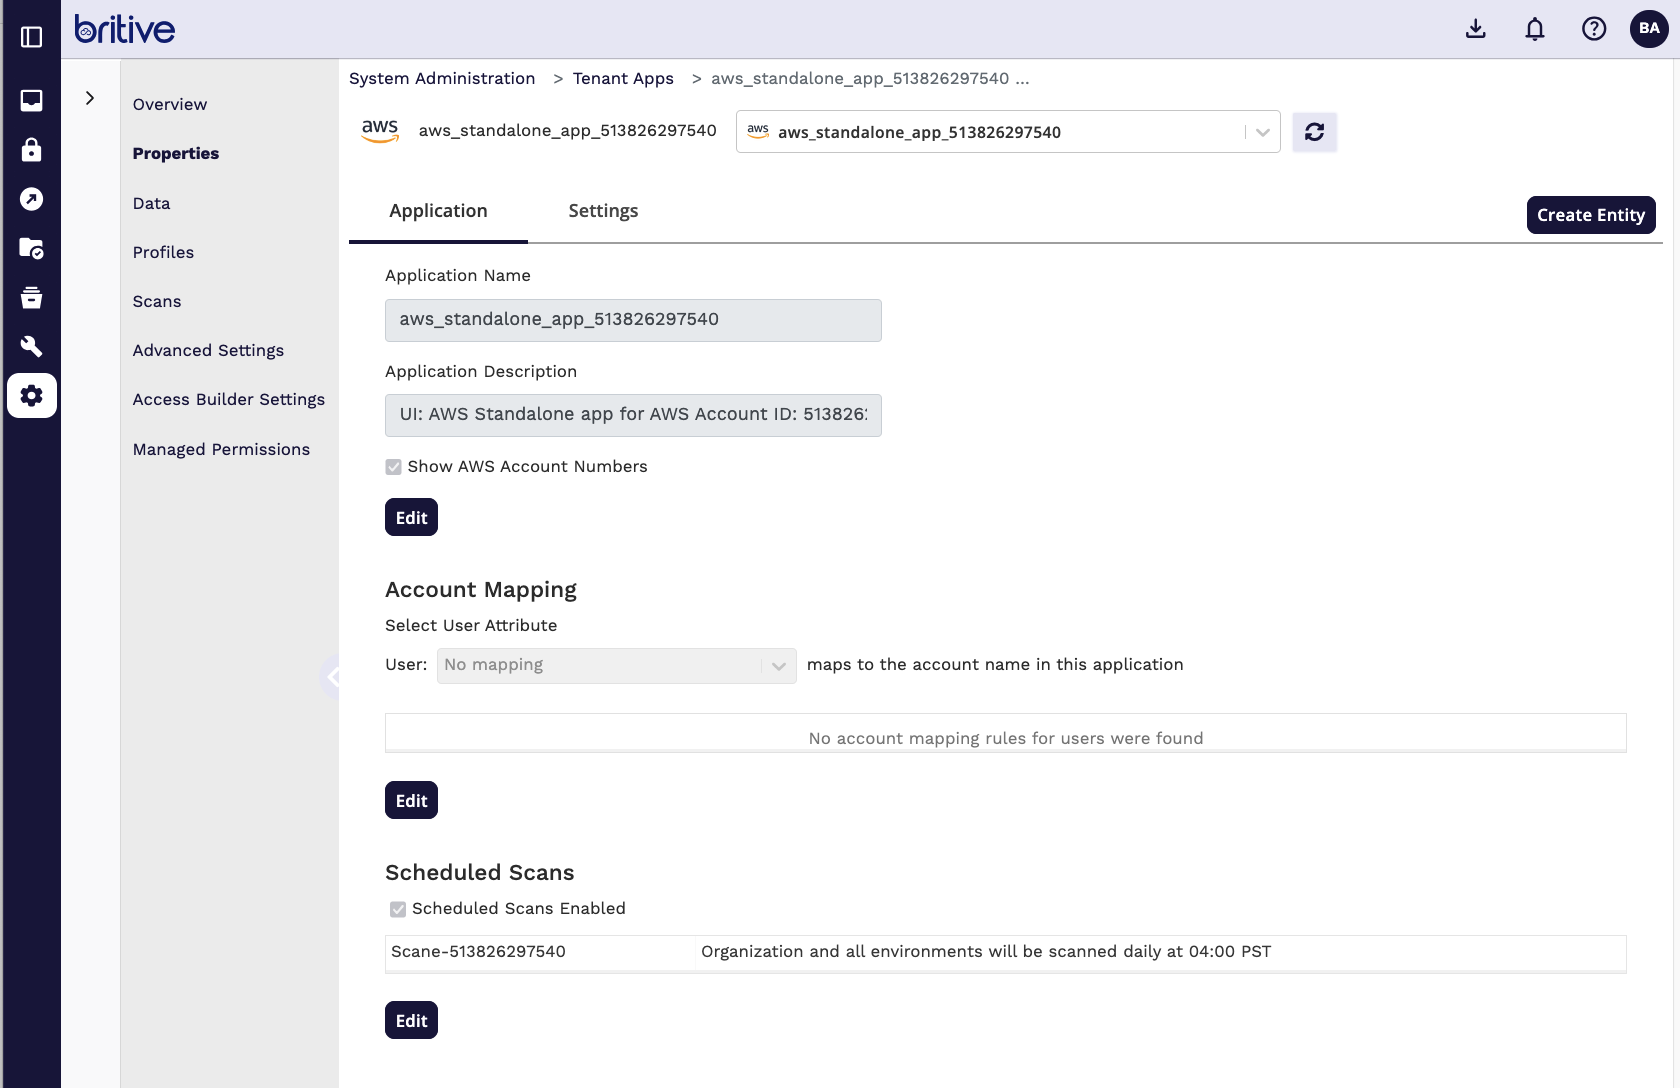 britive
BA
System Administration > Tenant Apps > aws_standalone_app_513826297540 ...
aws aws_standalone_app_513826297540 aws aws_standalone_app_513826297540
Overview
Properties
Data
Profiles
Scans
Advanced Settings
Access Builder Settings
Managed Permissions
Application Settings Create Entity
Application Name
aws_standalone_app_513826297540
Application Description
UI: AWS Standalone app for AWS Account ID: 513826
Show AWS Account Numbers
Edit
Account Mapping
Select User Attribute
User: No mapping maps to the account name in this application
No account mapping rules for users were found
Edit
Scheduled Scans
Scheduled Scans Enabled
Scane-513826297540 Organization and all environments will be scanned daily at 04:00 PST
Edit